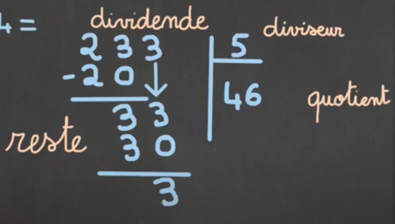 4 = dividende
233 5 diviseur
-20↓ 46 quotient
33
reste 30
3